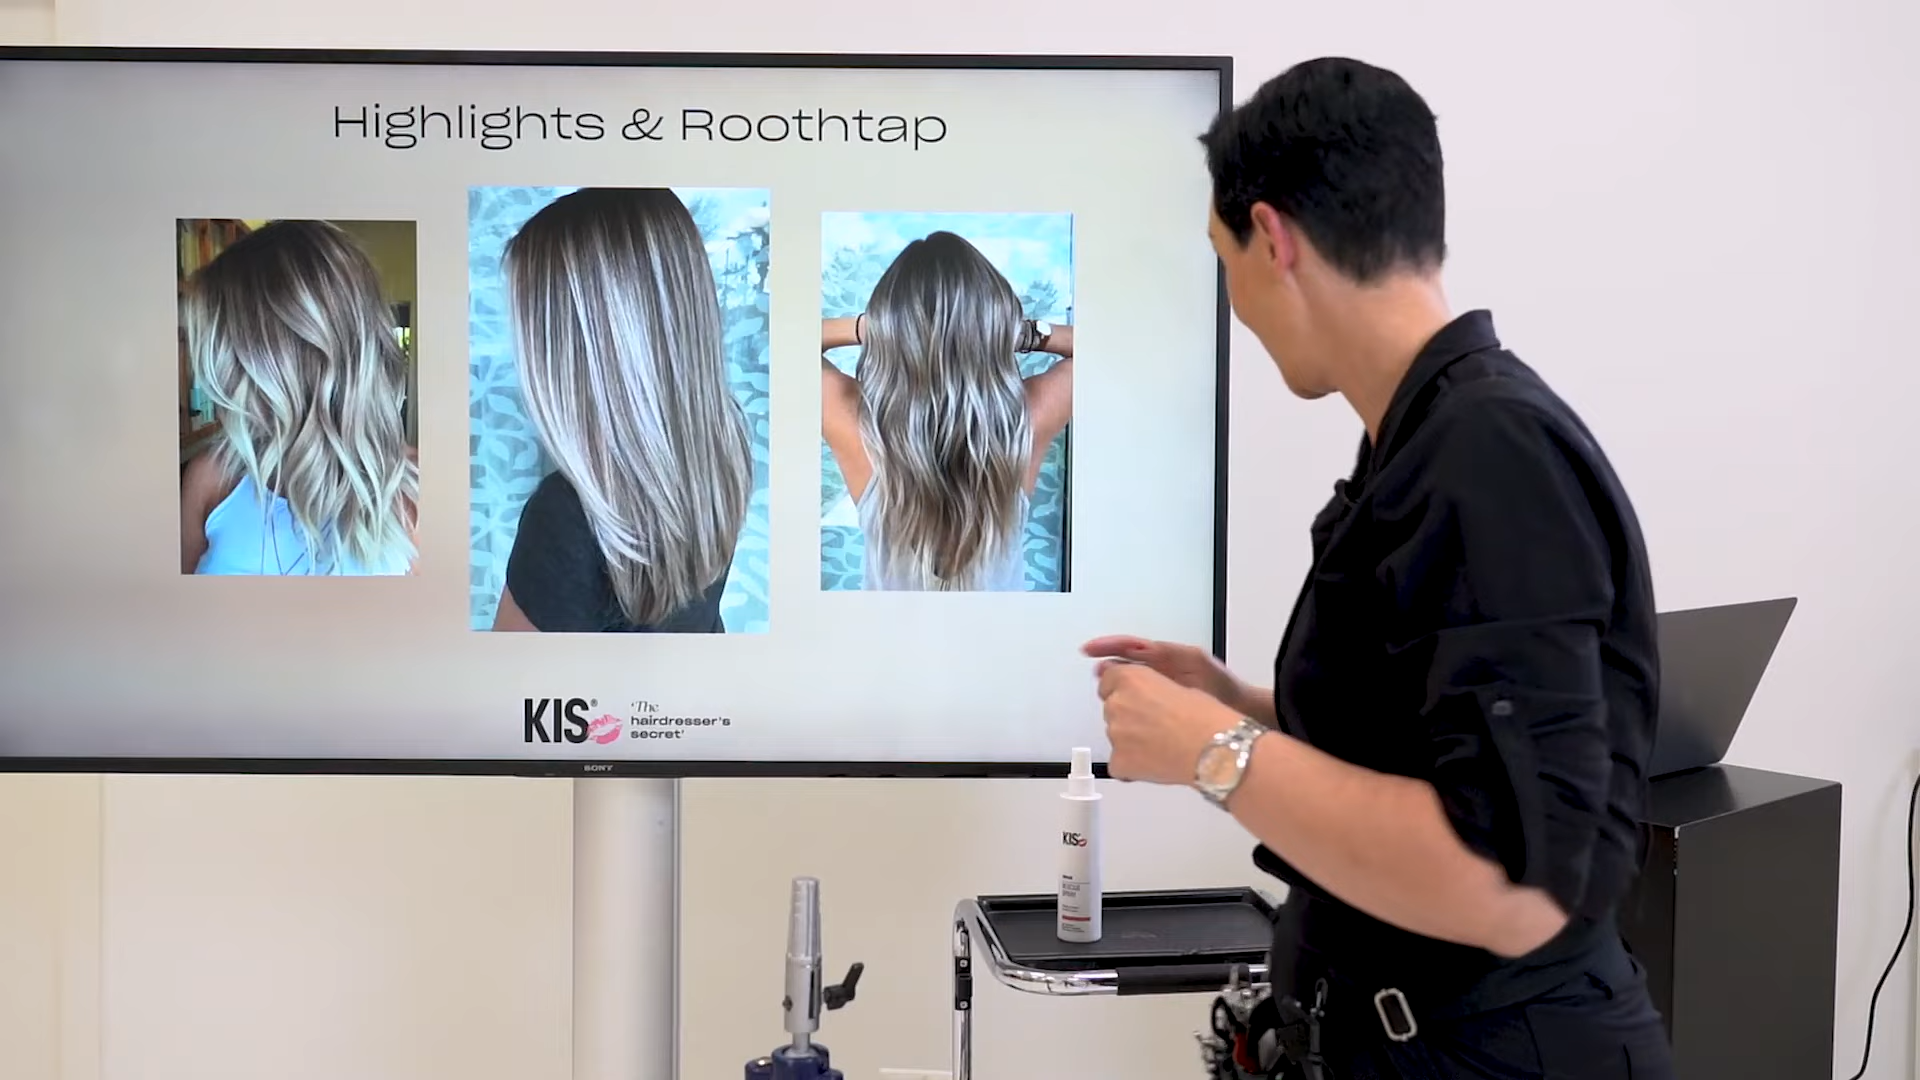 Highlights & Roothtap
KIS®
'The
hairdresser's
secret'
SONY
KIS